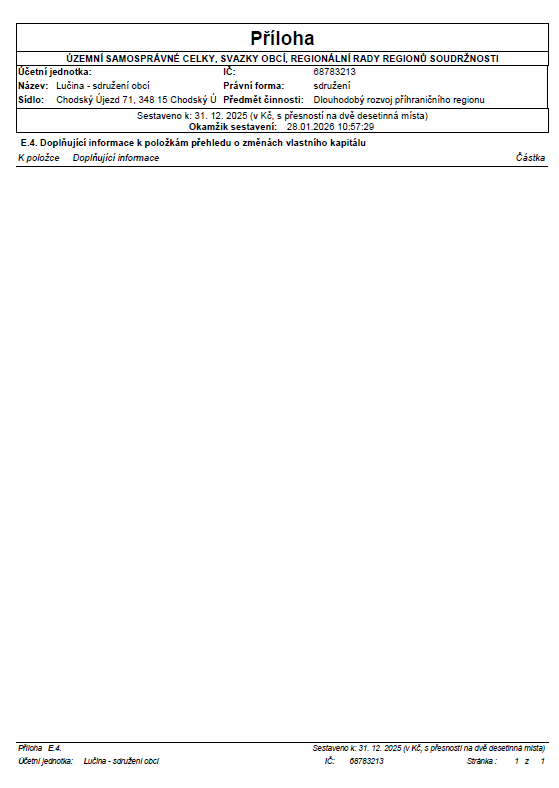 Příloha
ÚZEMNÍ SAMOSPRÁVNÉ CELKY, SVAZKY OBCÍ, REGIONÁLNÍ RADY REGIONŮ SOUDRŽNOSTI
Účetní jednotka: IČ: 68783213
Název: Lučina - sdružení obcí Právní forma: sdružení
Sídlo: Chodský Újezd 71, 348 15 Chodský Ú Předmět činnosti: Dlouhodobý rozvoj příhraničního regionu
Sestaveno k: 31. 12. 2025 (v Kč, s přesností na dvě desetinná místa)
Okamžik sestavení: 28.01.2026 10:57:29
E.4. Doplňující informace k položkám přehledu o změnách vlastního kapitálu
K položce Doplňující informace Částka
Příloha E.4. Sestaveno k: 31. 12. 2025 (v Kč, s přesností na dvě desetinná místa)
Účetní jednotka: Lučina - sdružení obcí IČ: 68783213 Stránka : 1 z 1